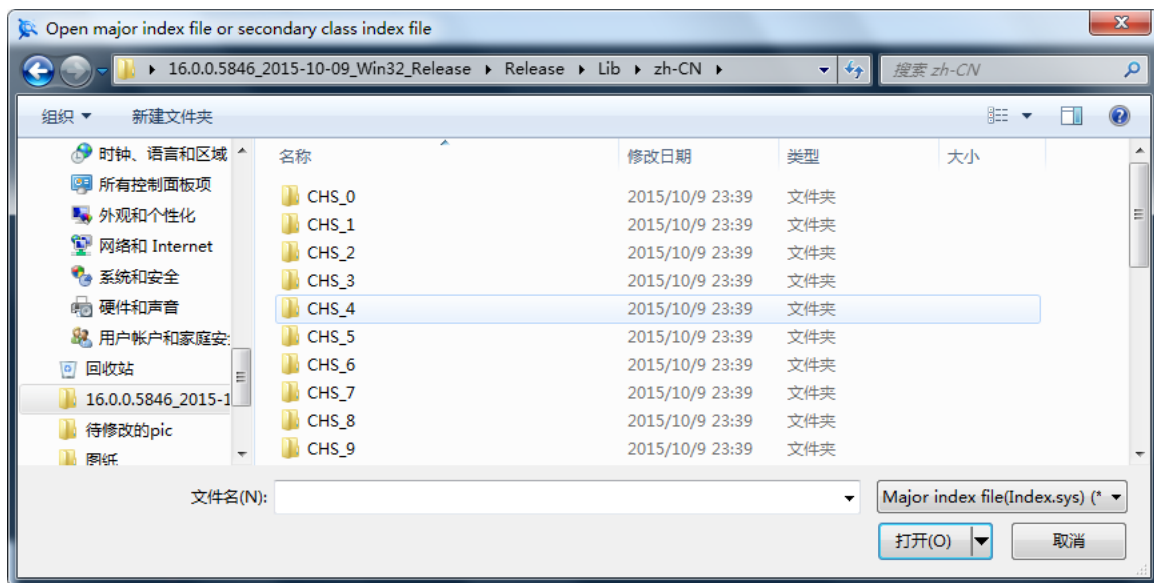 Open major index file or secondary class index file
16.0.0.5846_2015-10-09_Win32_Release Release Lib zh-CN 搜索 zh-CN
组织 新建文件夹
时钟、语言和区域
所有控制面板项
外观和个性化
网络和 Internet
系统和安全
硬件和声音
用户帐户和家庭安
回收站
16.0.0.5846_2015-1
待修改的pic
图纸
名称 修改日期 类型 大小
CHS_0 2015/10/9 23:39 文件夹
CHS_1 2015/10/9 23:39 文件夹
CHS_2 2015/10/9 23:39 文件夹
CHS_3 2015/10/9 23:39 文件夹
CHS_4 2015/10/9 23:39 文件夹
CHS_5 2015/10/9 23:39 文件夹
CHS_6 2015/10/9 23:39 文件夹
CHS_7 2015/10/9 23:39 文件夹
CHS_8 2015/10/9 23:39 文件夹
CHS_9 2015/10/9 23:39 文件夹
文件名(N): Major index file(Index.sys) (*
打开(O) 取消